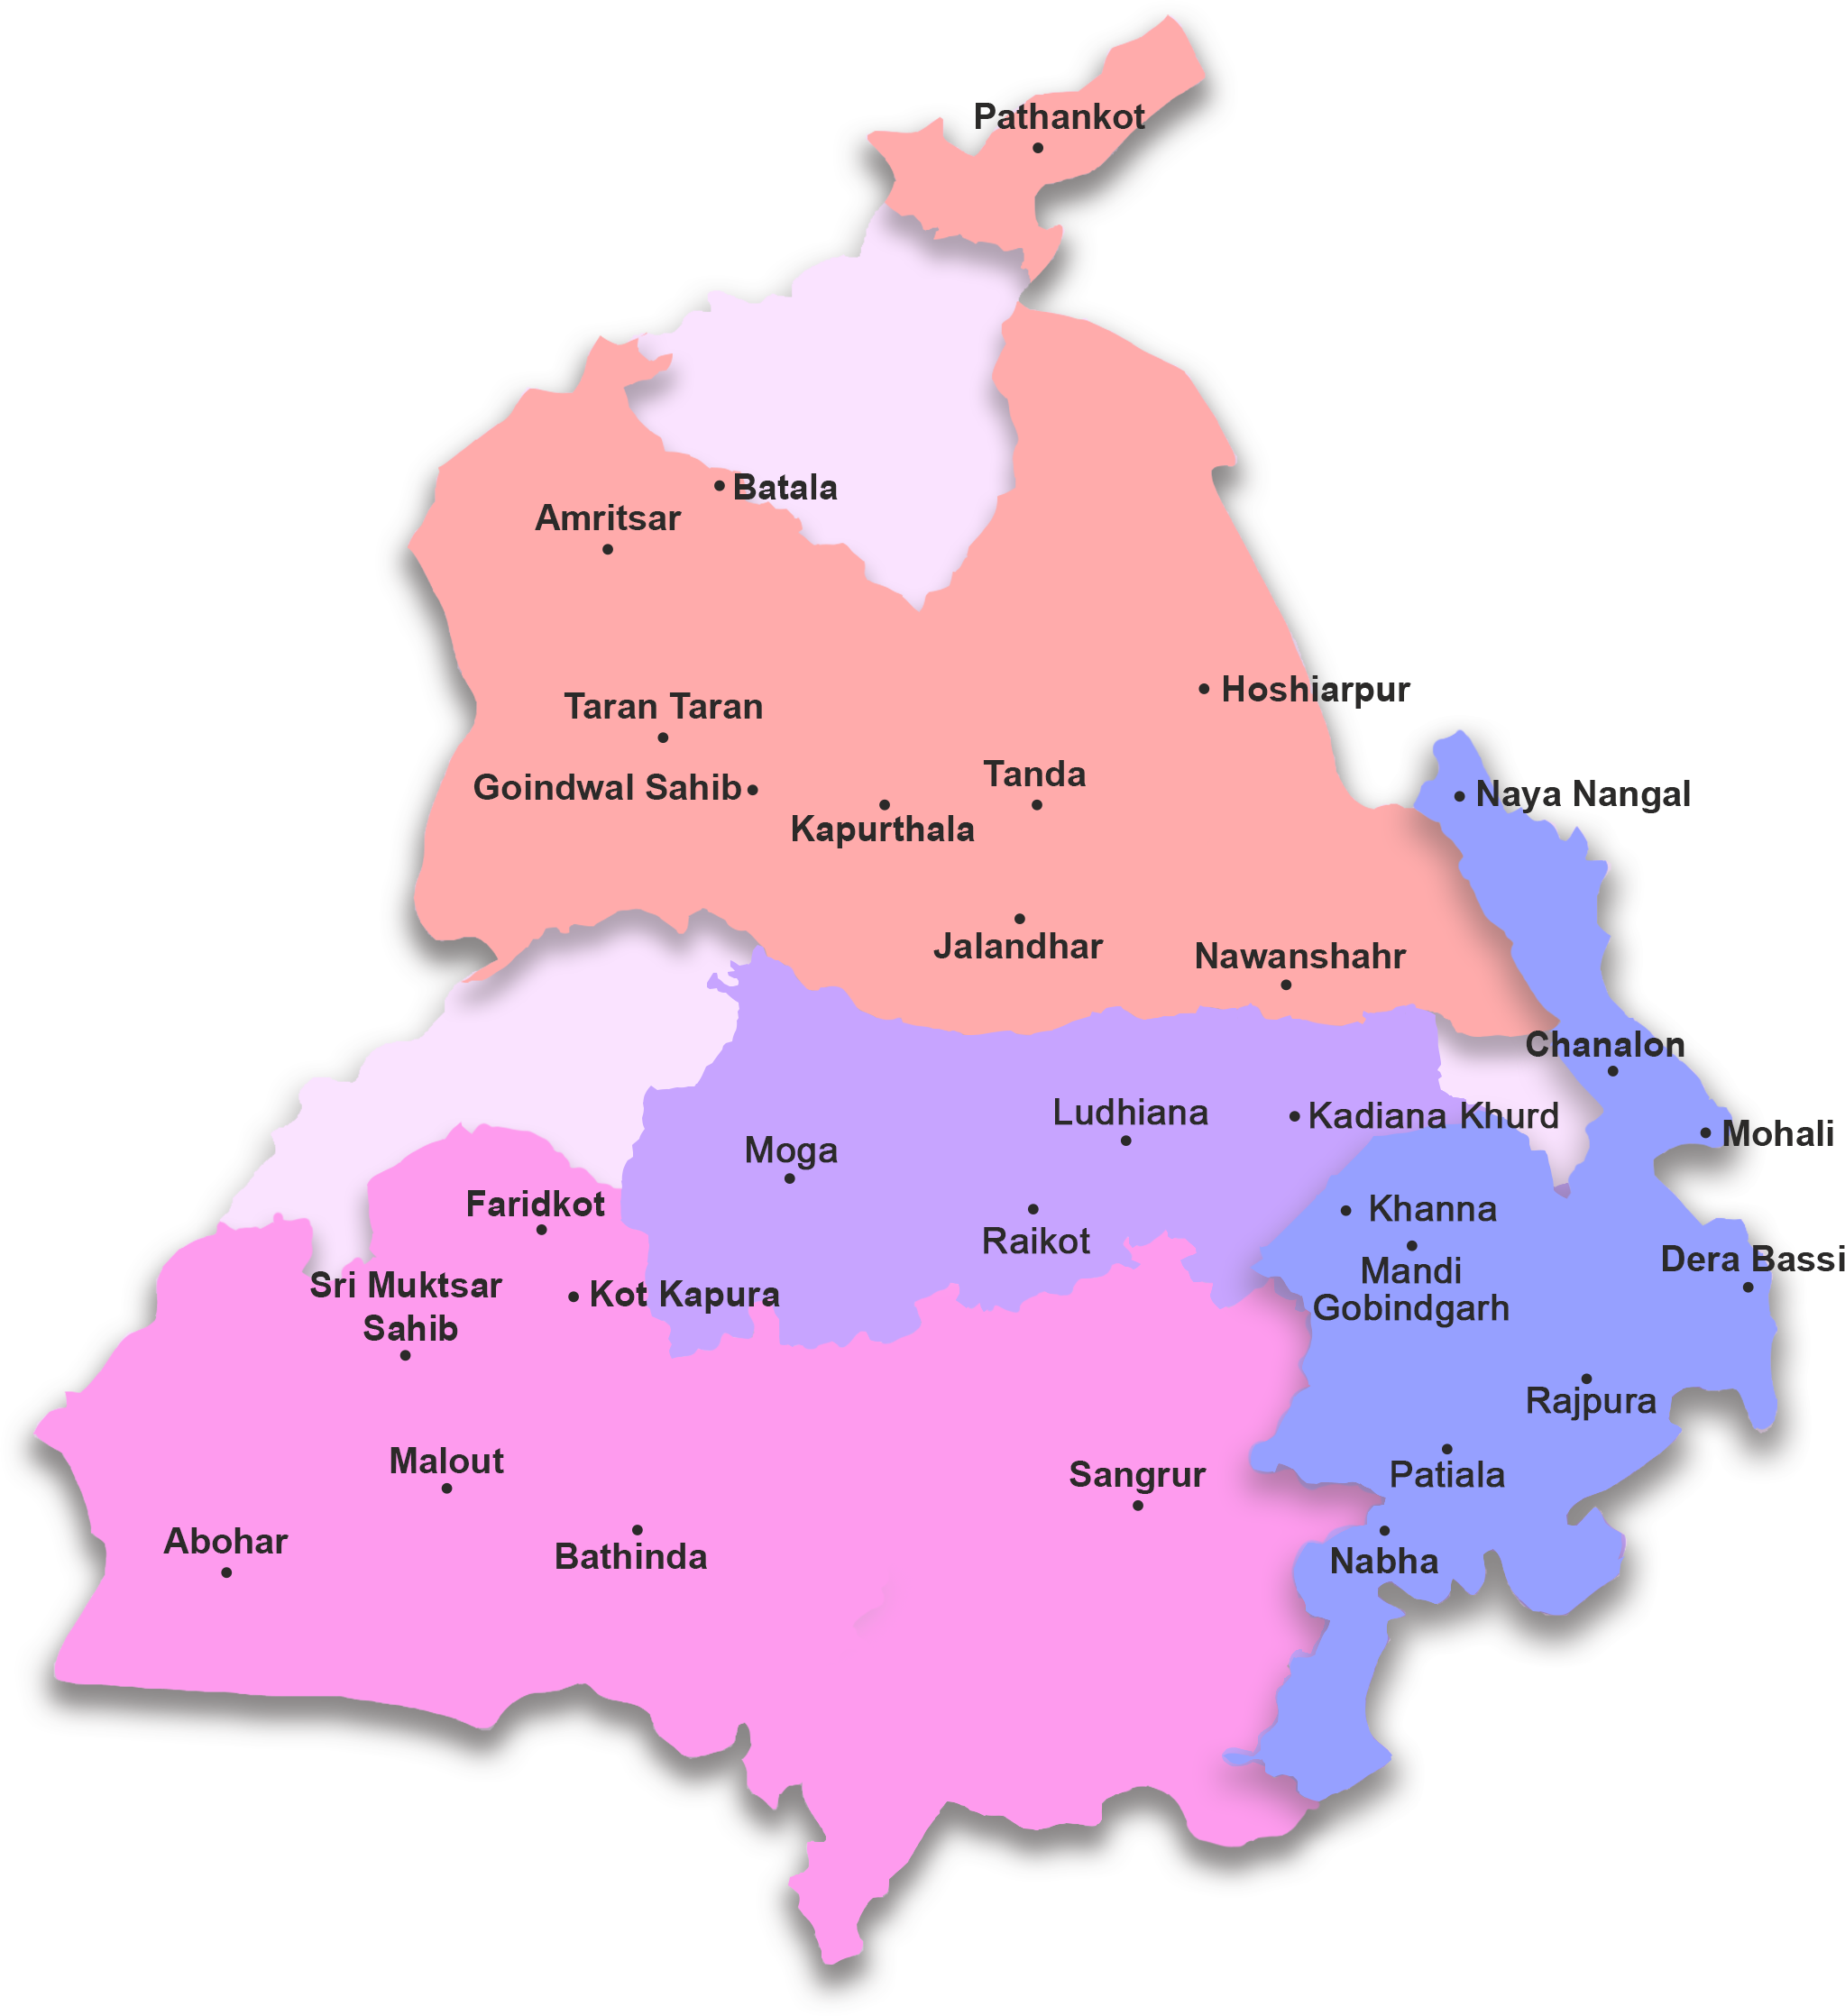 Pathankot
Batala
Amritsar
Hoshiarpur
Taran Taran
Tanda
Goindwal Sahib
Naya Nangal
Kapurthala
Jalandhar
Nawanshahr
Chanalon
Ludhiana
Kadiana Khurd
Mohali
Moga
Faridkot
Khanna
Raikot
Dera Bassi
Mandi
Gobindgarh
Sri Muktsar
Sahib
Kot Kapura
Rajpura
Malout
Sangrur
Patiala
Abohar
Bathinda
Nabha